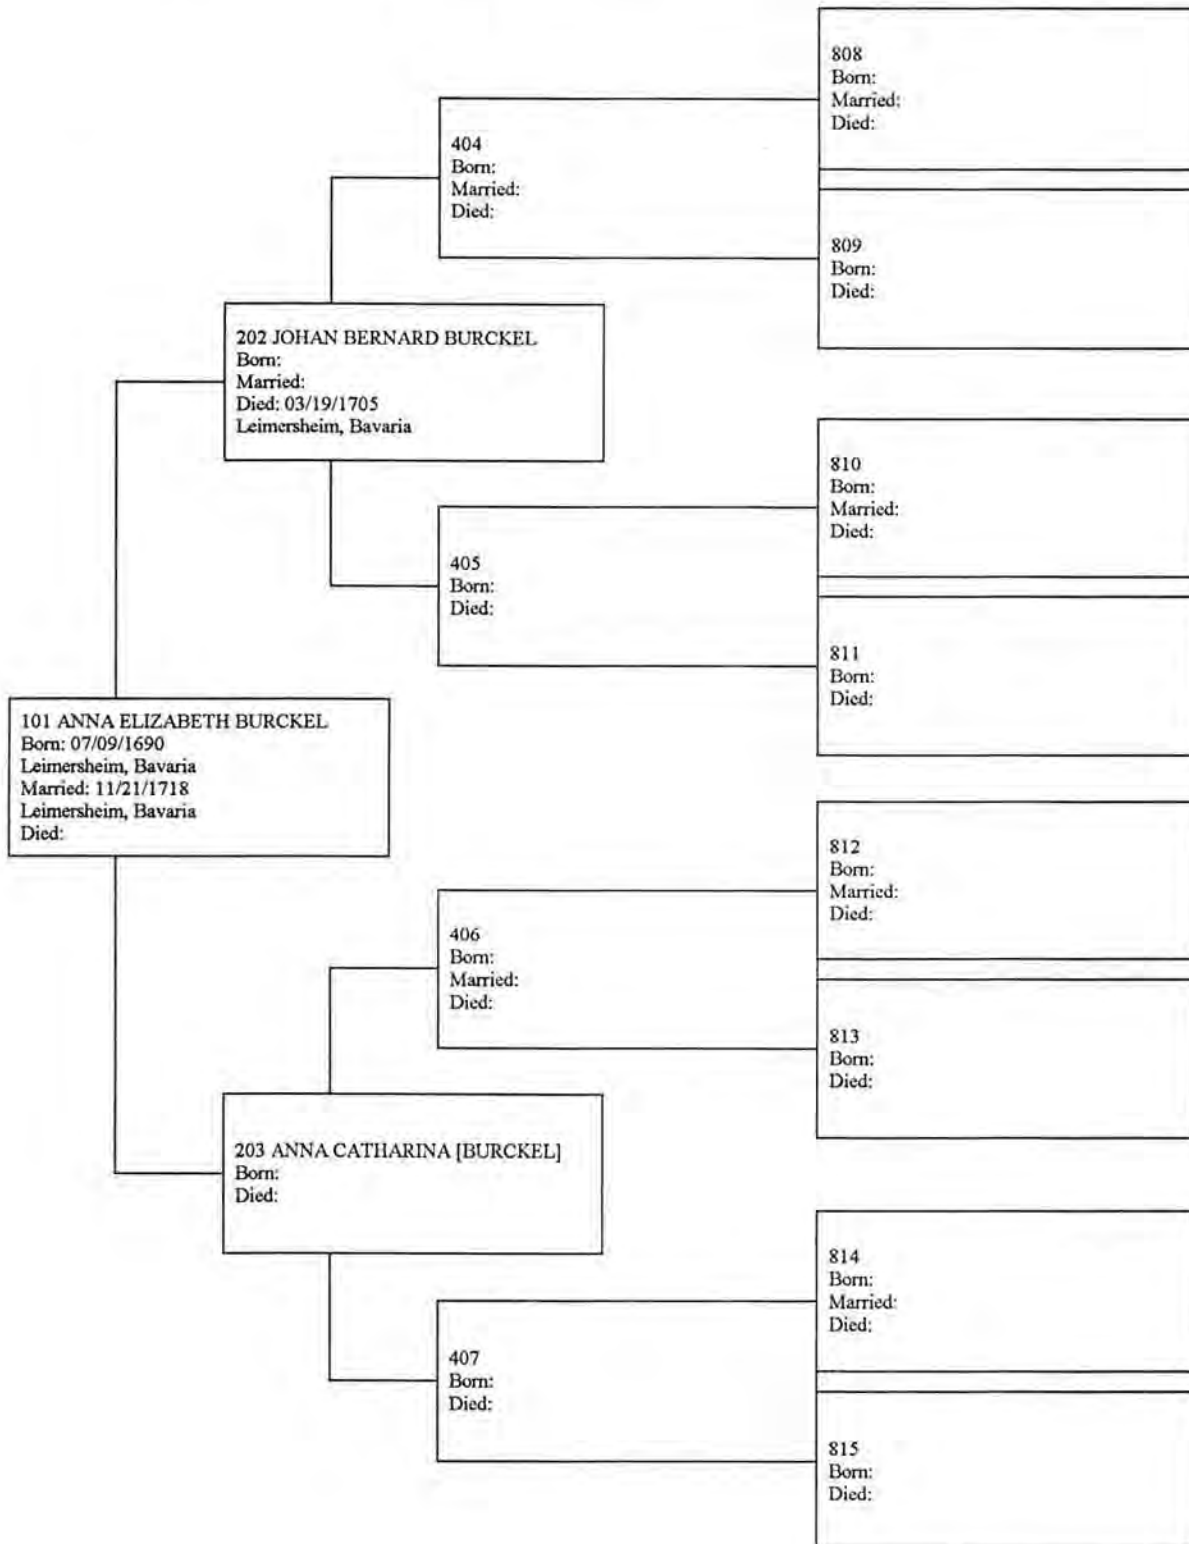 808
Born:
Married:
Died:
404
Born:
Married:
Died:
809
Born:
Died:
202 JOHAN BERNARD BURCKEL
Born:
Married:
Died: 03/19/1705
Leimersheim, Bavaria
810
Born:
Married:
Died:
405
Born:
Died:
811
Born:
Died:
101 ANNA ELIZABETH BURCKEL
Born: 07/09/1690
Leimersheim, Bavaria
Married: 11/21/1718
Leimersheim, Bavaria
Died:
812
Born:
Married:
Died:
406
Born:
Married:
Died:
813
Born:
Died:
203 ANNA CATHARINA [BURCKEL]
Born:
Died:
814
Born:
Married:
Died:
407
Born:
Died:
815
Born:
Died: